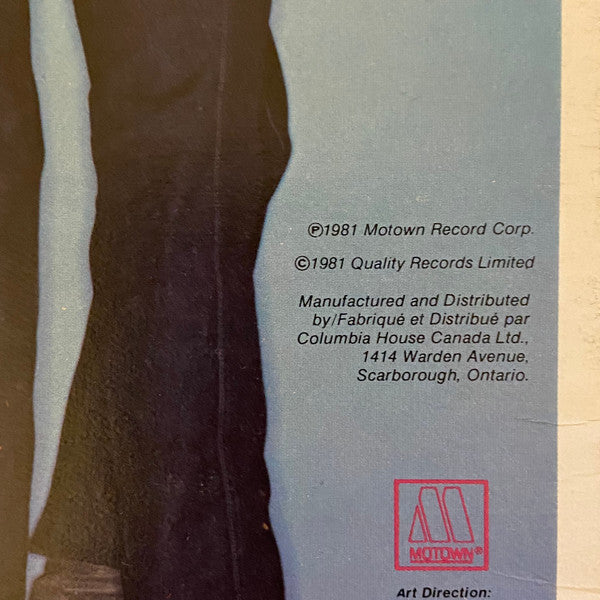 ℗1981 Motown Record Corp.
©1981 Quality Records Limited
Manufactured and Distributed
by/Fabriqué et Distribué par
Columbia House Canada Ltd.,
1414 Warden Avenue,
Scarborough, Ontario.
MOTOWN®
Art Direction: